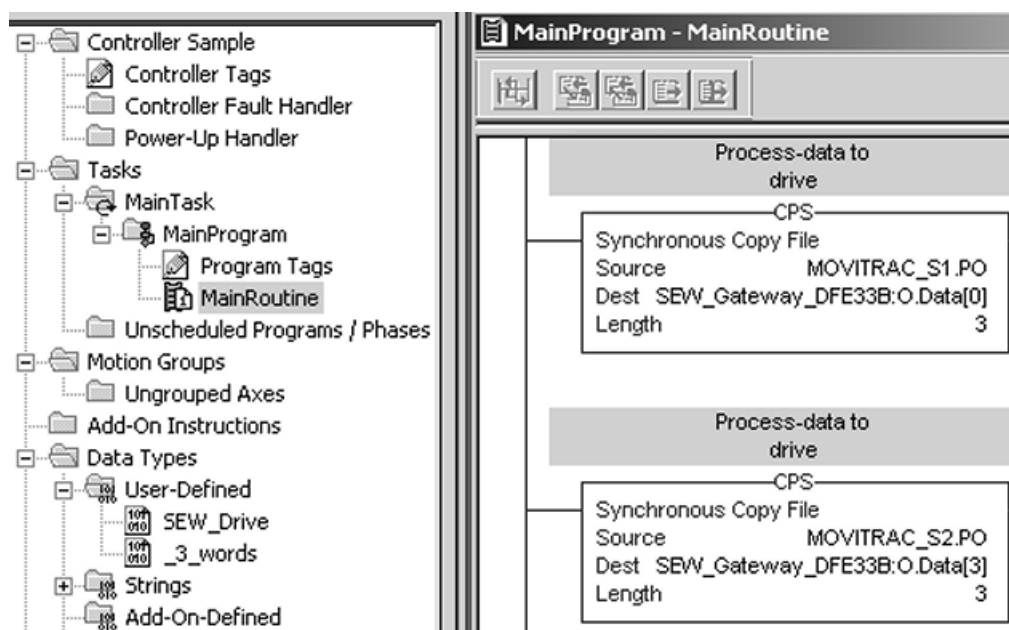 Controller Sample
Controller Tags
Controller Fault Handler
Power-Up Handler
Tasks
MainTask
MainProgram
Program Tags
MainRoutine
Unscheduled Programs / Phases
Motion Groups
Ungrouped Axes
Add-On Instructions
Data Types
User-Defined
SEW_Drive
_3_words
Strings
Add-On-Defined
MainProgram - MainRoutine
Process-data to
drive
CPS
Synchronous Copy File
Source MOVITRAC_S1.PO
Dest SEW_Gateway_DFE33B:O.Data[0]
Length 3
Process-data to
drive
CPS
Synchronous Copy File
Source MOVITRAC_S2.PO
Dest SEW_Gateway_DFE33B:O.Data[3]
Length 3